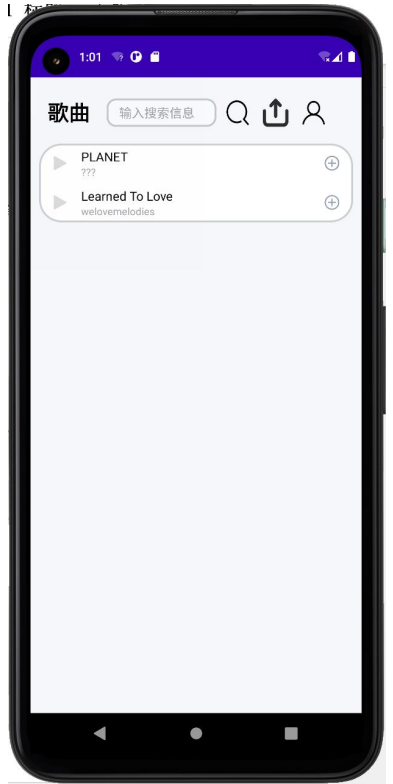 1:01
歌曲
输入搜索信息
PLANET
???
Learned To Love
welovemelodies